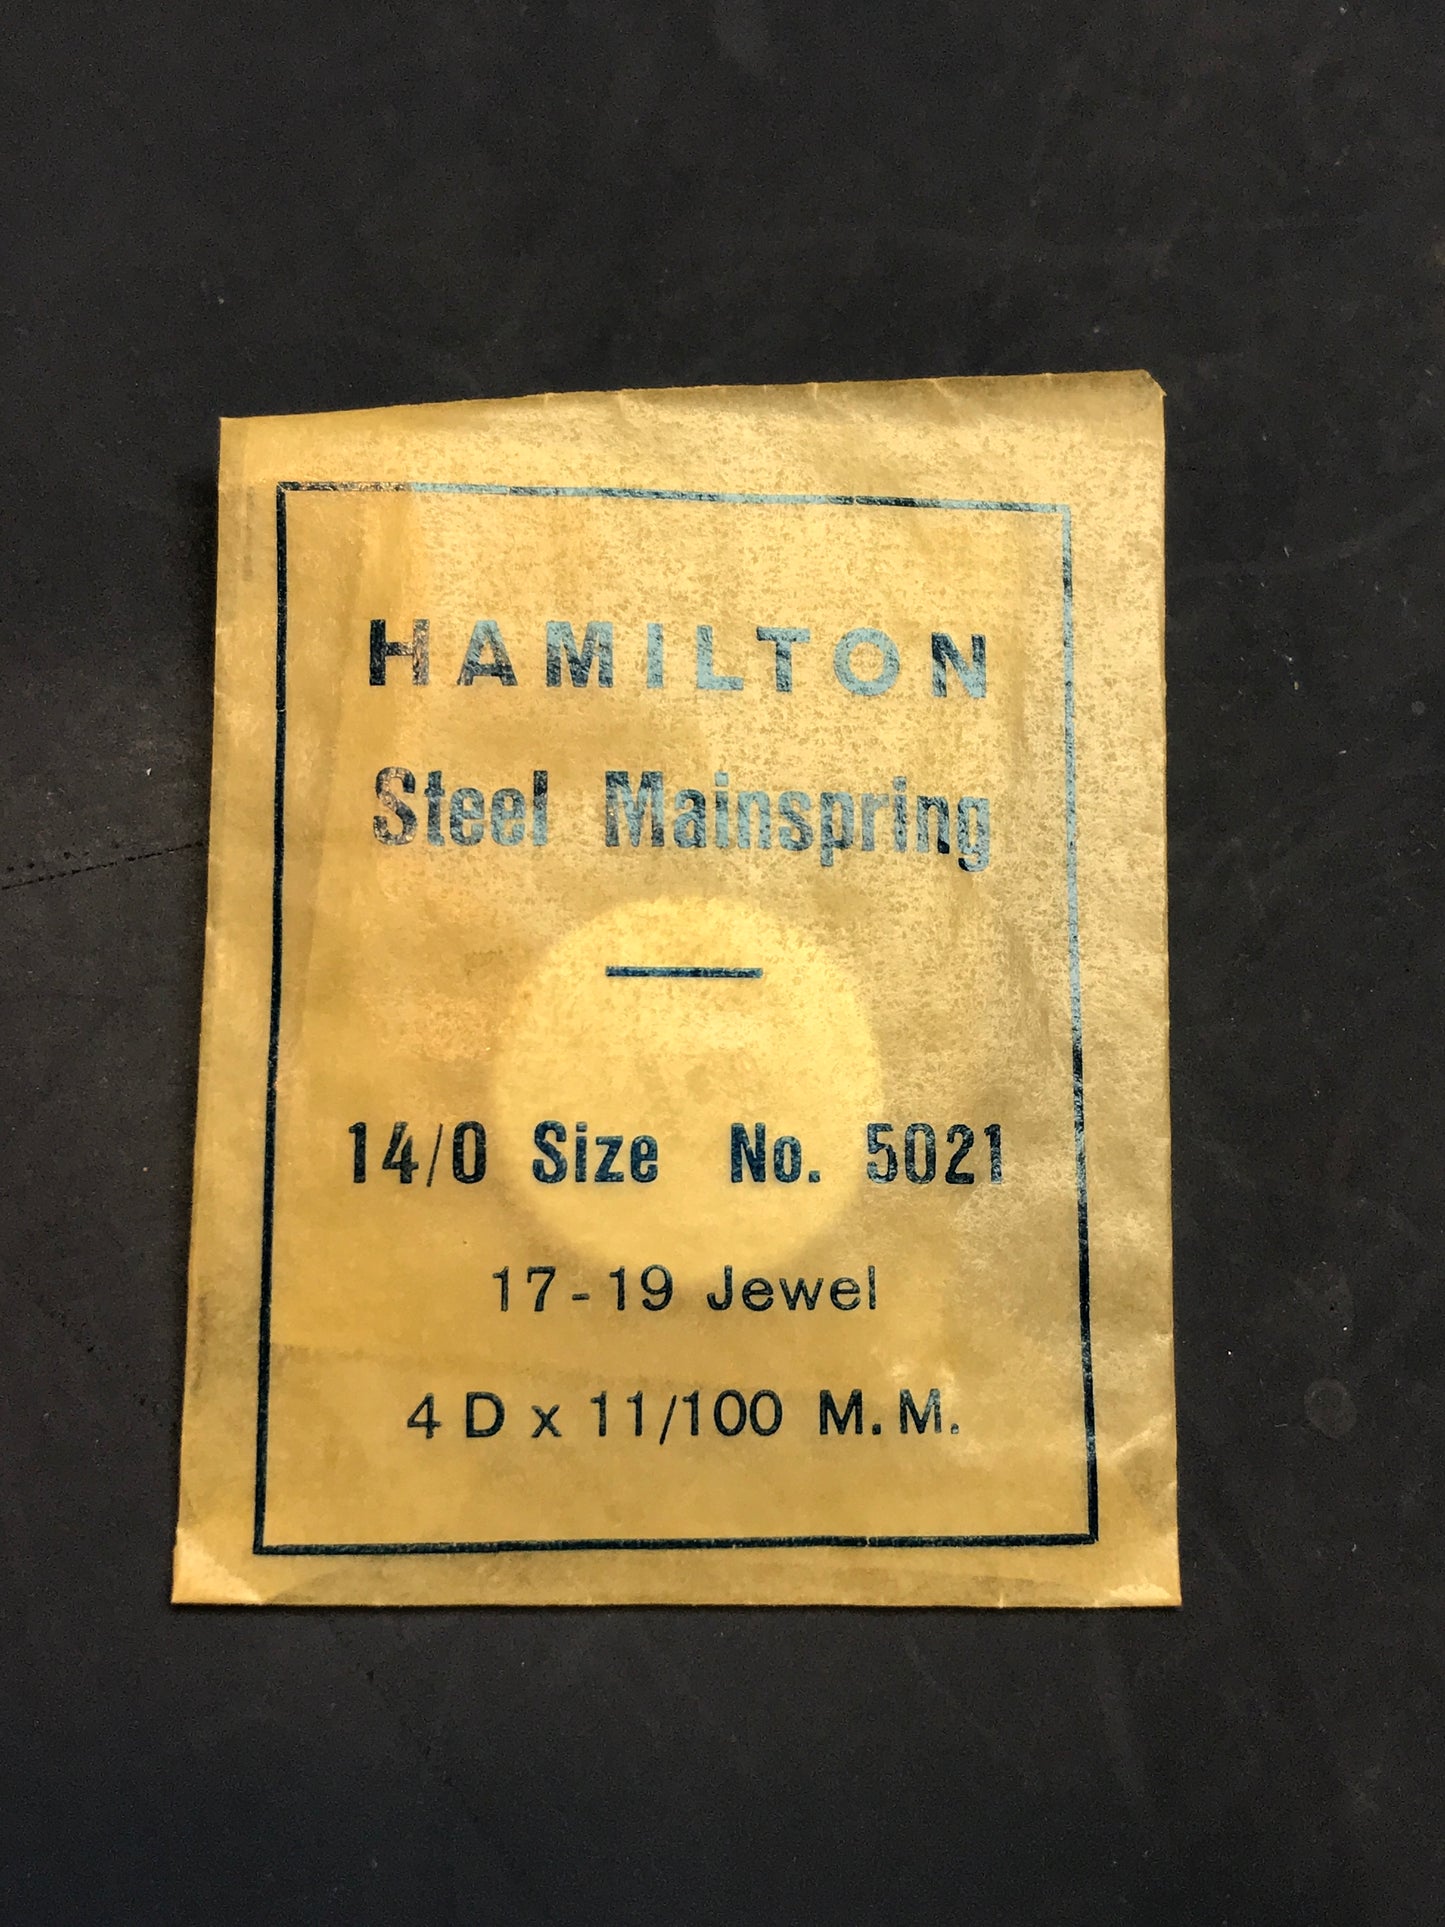 HAMILTON
Steel Mainspring
14/0 Size No. 5021
17-19 Jewel
4 D x 11/100 M.M.